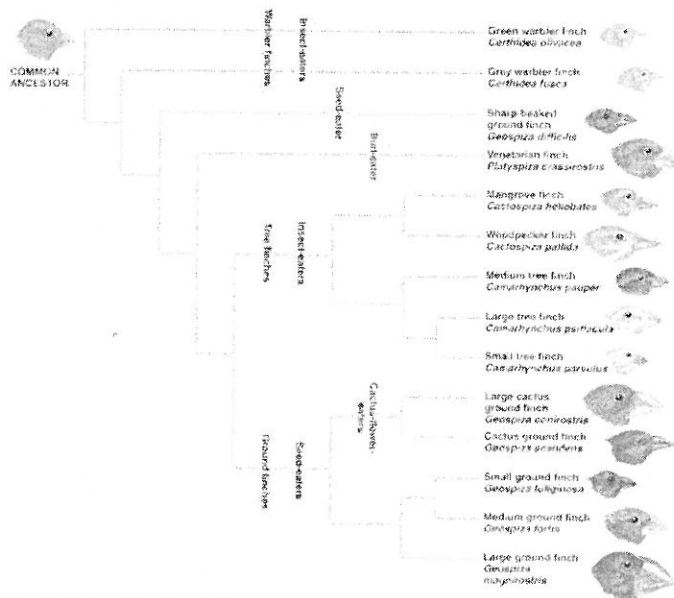 COMMON
ANCESTOR
Warbler finches
Insect-eaters
Seed-eater
Bud-eater
Tree finches
Insect-eaters
Ground finches
Seed-eaters
Cactus-flower-
eaters
Green warbler finch
Certhidea olivacea
Gray warbler finch
Certhidea fusca
Sharp-beaked
ground finch
Geospiza difficilis
Vegetarian finch
Platyspiza crassirostris
Mangrove finch
Cactospiza heliobates
Woodpecker finch
Cactospiza pallida
Medium tree finch
Camarhynchus pauper
Large tree finch
Camarhynchus psittacula
Small tree finch
Camarhynchus parvulus
Large cactus
ground finch
Geospiza conirostris
Cactus ground finch
Geospiza scandens
Small ground finch
Geospiza fuliginosa
Medium ground finch
Geospiza fortis
Large ground finch
Geospiza
magnirostris